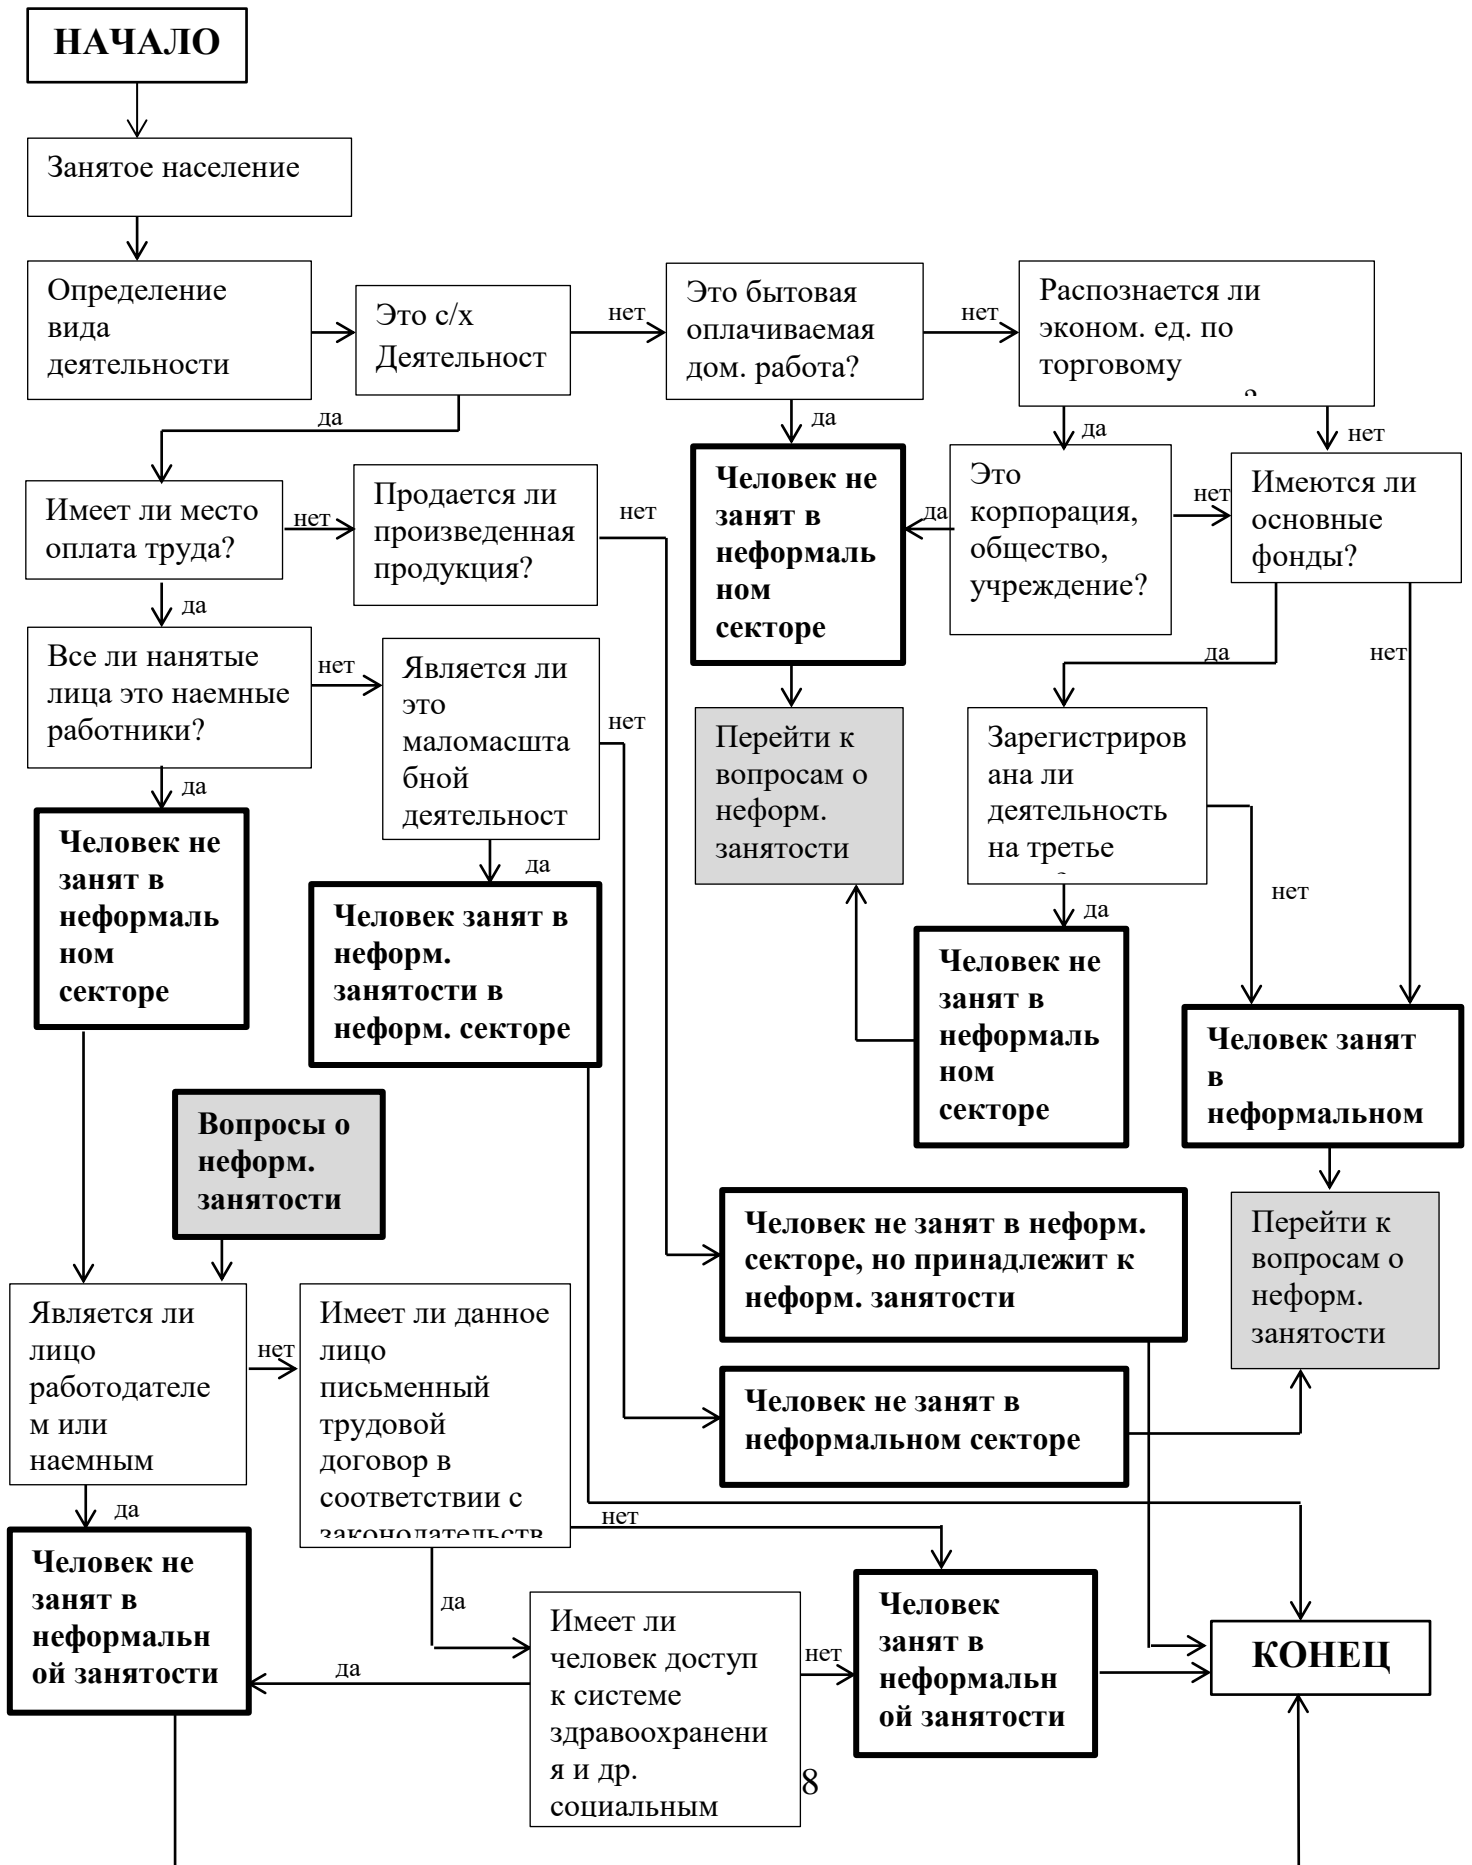 НАЧАЛО
Занятое население
Определение
вида
деятельности
Это с/х
Деятельност
нет
Это бытовая
оплачиваемая
дом. работа?
нет
Распознается ли
эконом. ед. по
торговому
да
да
да
нет
Имеет ли место
оплата труда?
нет
Продается ли
произведенная
продукция?
нет
Человек не
занят в
неформаль
ном
секторе
да
Это
корпорация,
общество,
учреждение?
нет
Имеются ли
основные
фонды?
да
да
нет
Все ли нанятые
лица это наемные
работники?
нет
Является ли
это
маломасшта
бной
деятельност
нет
Перейти к
вопросам о
неформ.
занятости
Зарегистриров
ана ли
деятельность
на третье
нет
да
да
да
Человек не
занят в
неформаль
ном
секторе
Человек занят в
неформ.
занятости в
неформ. секторе
Человек не
занят в
неформаль
ном
секторе
Человек занят
в
неформальном
Вопросы о
неформ.
занятости
Человек не занят в неформ.
секторе, но принадлежит к
неформ. занятости
Перейти к
вопросам о
неформ.
занятости
Является ли
лицо
работодателе
м или
наемным
нет
Имеет ли данное
лицо
письменный
трудовой
договор в
соответствии с
законодательств
Человек не занят в
неформальном секторе
да
нет
Человек не
занят в
неформальн
ой занятости
да
да
Имеет ли
человек доступ
к системе
здравоохранени
я и др.
социальным
нет
Человек
занят в
неформальн
ой занятости
КОНЕЦ
8